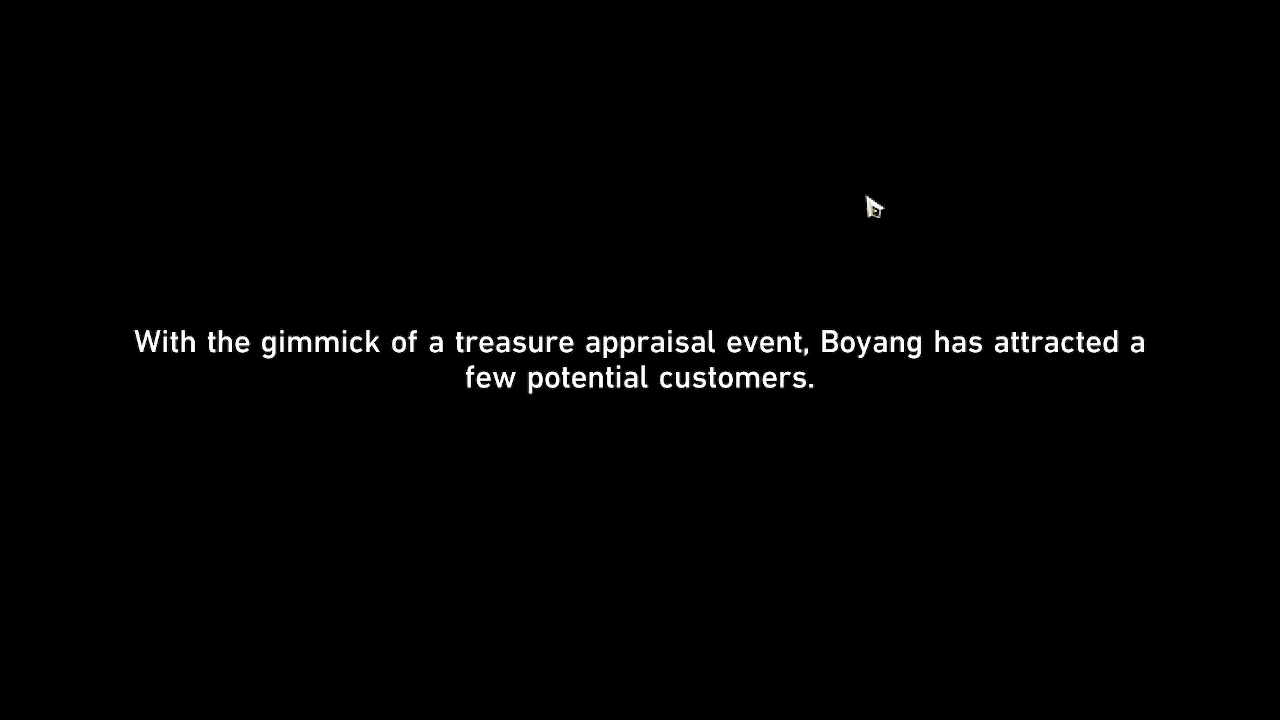 With the gimmick of a treasure appraisal event, Boyang has attracted a
few potential customers.